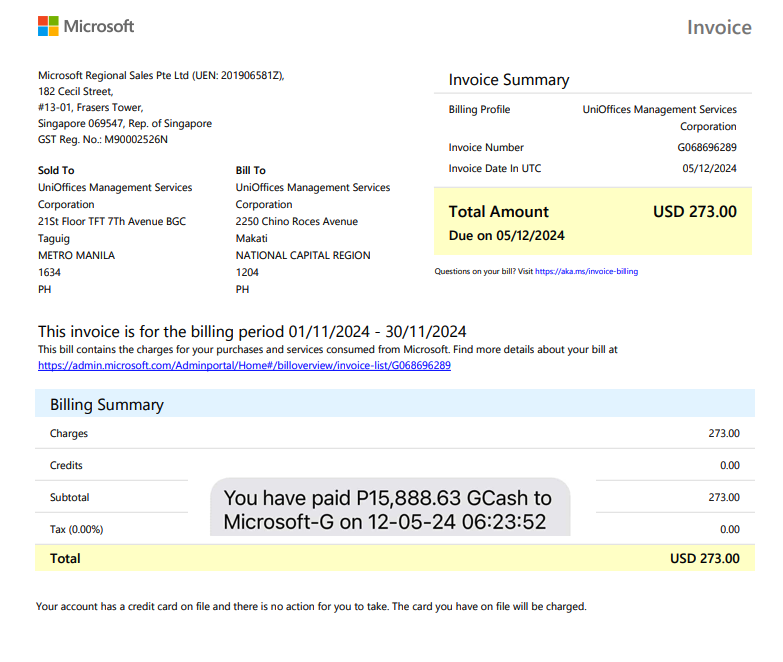 Microsoft
Invoice
Microsoft Regional Sales Pte Ltd (UEN: 201906581Z),
182 Cecil Street,
#13-01, Frasers Tower,
Singapore 069547, Rep. of Singapore
GST Reg. No.: M90002526N
Sold To
UniOffices Management Services
Corporation
21St Floor TFT 7Th Avenue BGC
Taguig
METRO MANILA
1634
PH
Bill To
UniOffices Management Services
Corporation
2250 Chino Roces Avenue
Makati
NATIONAL CAPITAL REGION
1204
PH
Invoice Summary
Billing Profile UniOffices Management Services
Corporation
Invoice Number G068696289
Invoice Date In UTC 05/12/2024
Total Amount USD 273.00
Due on 05/12/2024
Questions on your bill? Visit https://aka.ms/invoice-billing
This invoice is for the billing period 01/11/2024 - 30/11/2024
This bill contains the charges for your purchases and services consumed from Microsoft. Find more details about your bill at
https://admin.microsoft.com/Adminportal/Home#/billoverview/invoice-list/G068696289
Billing Summary
Charges 273.00
Credits 0.00
Subtotal 273.00
You have paid P15,888.63 GCash to
Microsoft-G on 12-05-24 06:23:52
Tax (0.00%) 0.00
Total USD 273.00
Your account has a credit card on file and there is no action for you to take. The card you have on file will be charged.